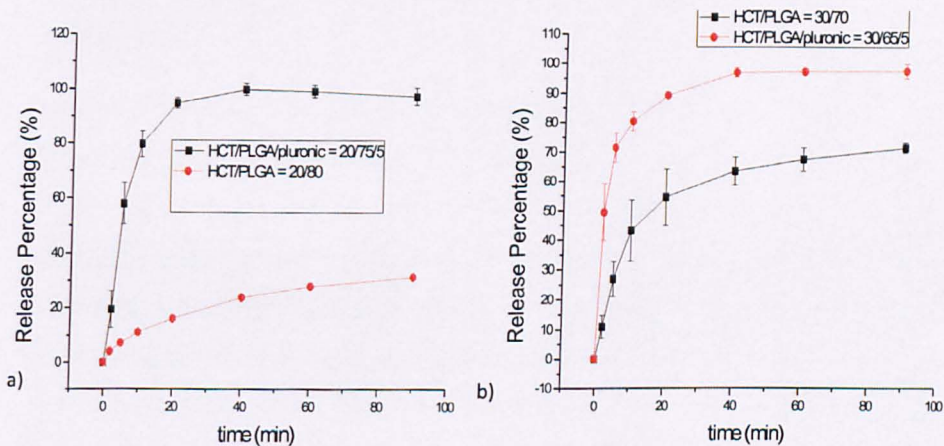 120
100
80
60
40
20
0
Release Percentage (%)
HCT/PLGA/pluronic = 20/75/5
HCT/PLGA = 20/80
0 20 40 60 80 100
time (min)
a)
HCT/PLGA = 30/70
HCT/PLGA/pluronic = 30/65/5
110
100
90
80
70
60
50
40
30
20
10
0
-10
Release Percentage (%)
0 20 40 60 80 100
time (min)
b)